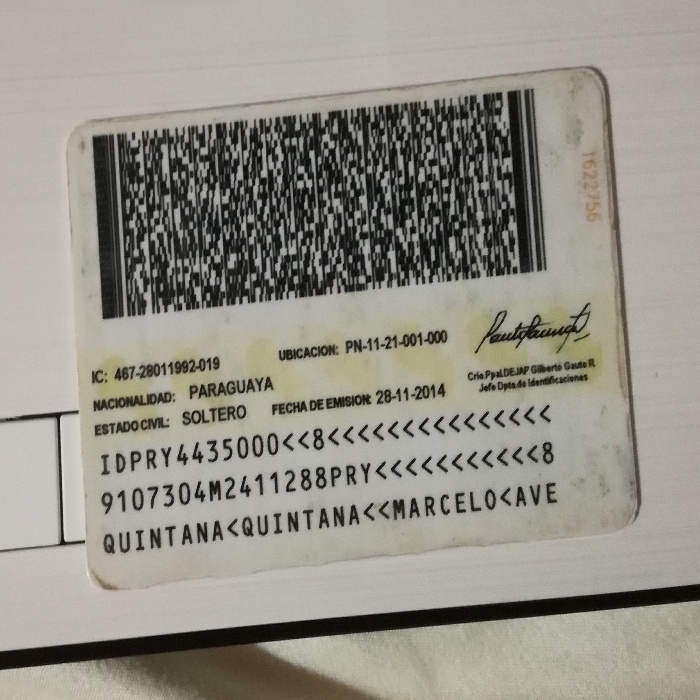 1622756
IC: 467-28011992-019
UBICACION: PN-11-21-001-000
NACIONALIDAD: PARAGUAYA
Crio.Ppal.DEJAP Gilberto Gauto R.
Jefe Dpto.de Identificaciones
ESTADO CIVIL: SOLTERO
FECHA DE EMISION: 28-11-2014
IDPRY4435000<<8<<<<<<<<<<<<<<<
9107304M2411288PRY<<<<<<<<<<<8
QUINTANA<QUINTANA<<MARCELO<AVE